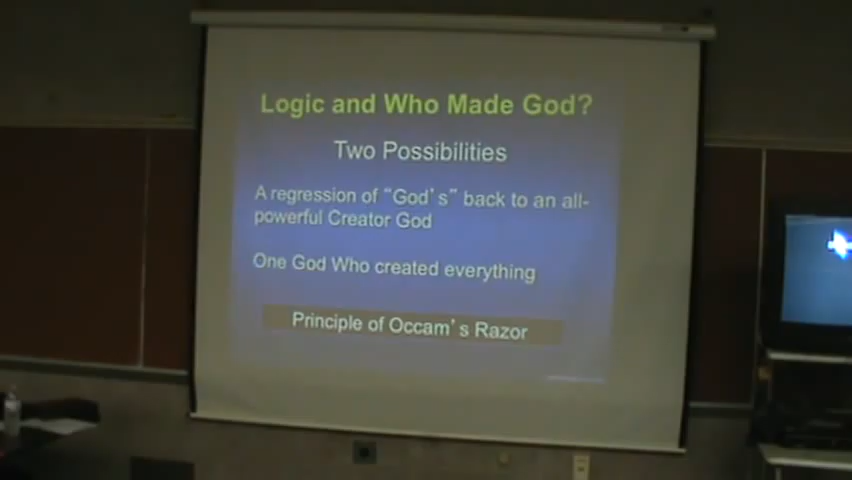 Logic and Who Made God?
Two Possibilities
A regression of “God’s” back to an all-
powerful Creator God
One God Who created everything
Principle of Occam’s Razor